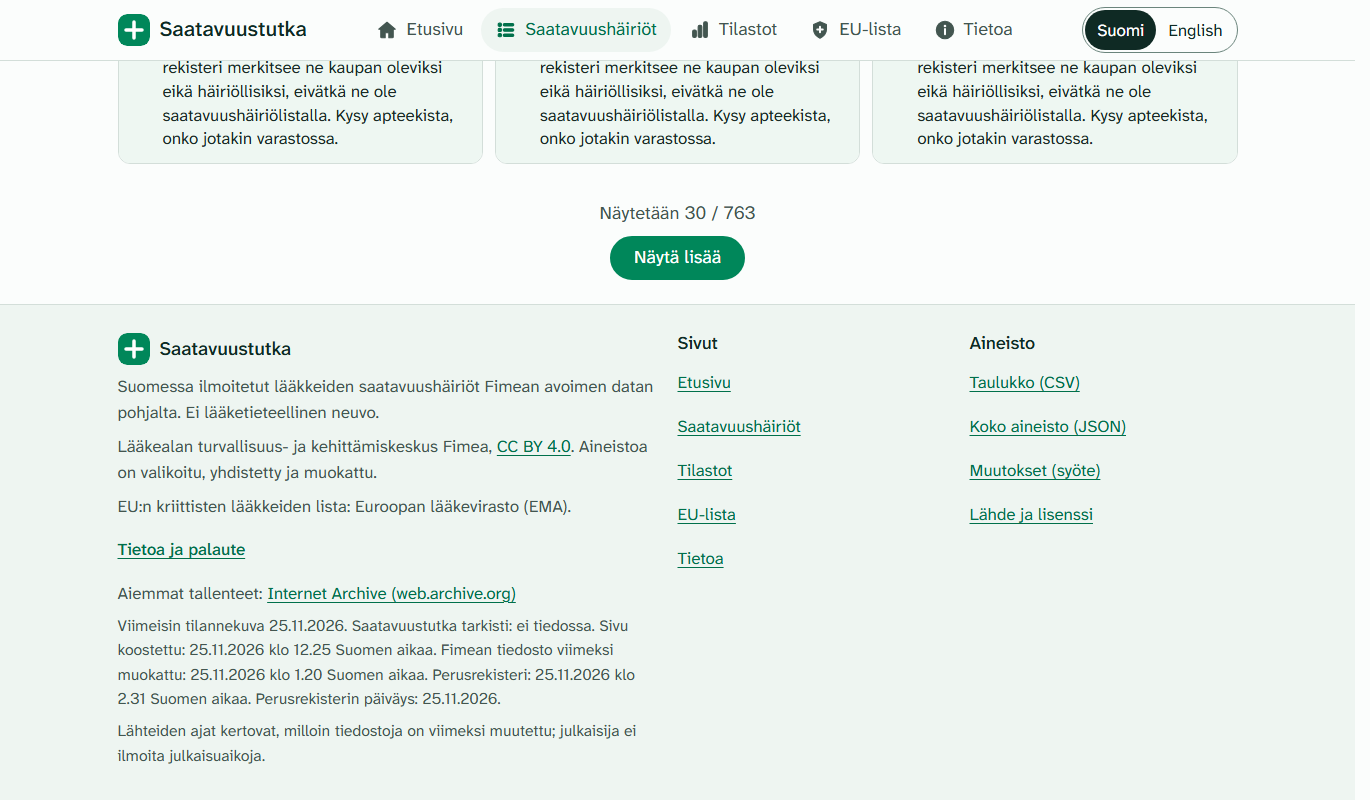 Saatavuustutka
Etusivu
Saatavuushäiriöt
Tilastot
EU-lista
Tietoa
Suomi
English
rekisteri merkitsee ne kaupan oleviksi
eikä häiriöllisiksi, eivätkä ne ole
saatavuushäiriölistalla. Kysy apteekista,
onko jotakin varastossa.
rekisteri merkitsee ne kaupan oleviksi
eikä häiriöllisiksi, eivätkä ne ole
saatavuushäiriölistalla. Kysy apteekista,
onko jotakin varastossa.
rekisteri merkitsee ne kaupan oleviksi
eikä häiriöllisiksi, eivätkä ne ole
saatavuushäiriölistalla. Kysy apteekista,
onko jotakin varastossa.
Näytetään 30 / 763
Näytä lisää
Saatavuustutka
Suomessa ilmoitetut lääkkeiden saatavuushäiriöt Fimean avoimen datan
pohjalta. Ei lääketieteellinen neuvo.
Lääkealan turvallisuus- ja kehittämiskeskus Fimea, CC BY 4.0. Aineistoa
on valikoitu, yhdistetty ja muokattu.
EU:n kriittisten lääkkeiden lista: Euroopan lääkevirasto (EMA).
Tietoa ja palaute
Aiemmat tallenteet: Internet Archive (web.archive.org)
Viimeisin tilannekuva 25.11.2026. Saatavuustutka tarkisti: ei tiedossa. Sivu
koostettu: 25.11.2026 klo 12.25 Suomen aikaa. Fimean tiedosto viimeksi
muokattu: 25.11.2026 klo 1.20 Suomen aikaa. Perusrekisteri: 25.11.2026 klo
2.31 Suomen aikaa. Perusrekisterin päiväys: 25.11.2026.
Lähteiden ajat kertovat, milloin tiedostoja on viimeksi muutettu; julkaisija ei
ilmoita julkaisuaikoja.
Sivut
Etusivu
Saatavuushäiriöt
Tilastot
EU-lista
Tietoa
Aineisto
Taulukko (CSV)
Koko aineisto (JSON)
Muutokset (syöte)
Lähde ja lisenssi